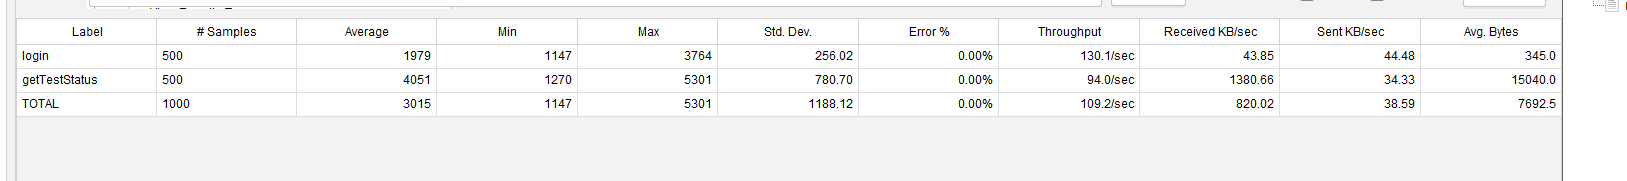 Label # Samples Average Min Max Std. Dev. Error % Throughput Received KB/sec Sent KB/sec Avg. Bytes
login 500 1979 1147 3764 256.02 0.00% 130.1/sec 43.85 44.48 345.0
getTestStatus 500 4051 1270 5301 780.70 0.00% 94.0/sec 1380.66 34.33 15040.0
TOTAL 1000 3015 1147 5301 1188.12 0.00% 109.2/sec 820.02 38.59 7692.5